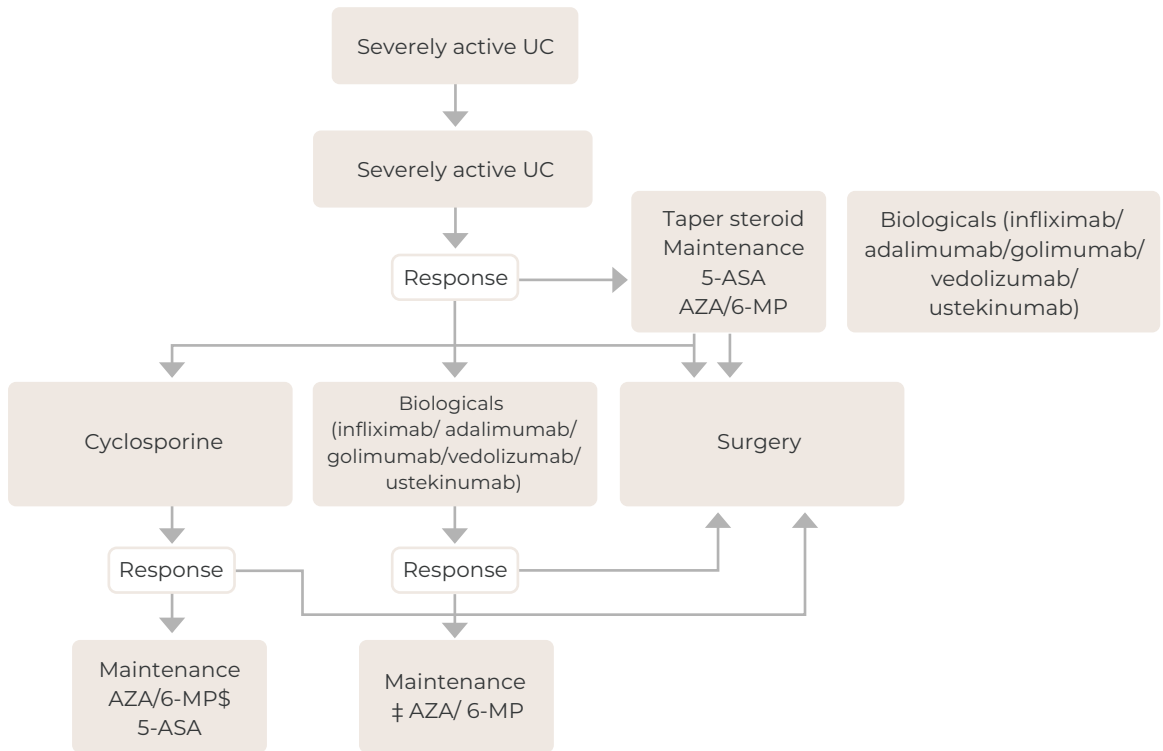 Severely active UC
Severely active UC
Response
Taper steroid
Maintenance
5-ASA
AZA/6-MP
Biologicals (infliximab/
adalimumab/golimumab/
vedolizumab/
ustekinumab)
Cyclosporine
Biologicals
(infliximab/ adalimumab/
golimumab/vedolizumab/
ustekinumab)
Surgery
Response
Response
Maintenance
AZA/6-MP$
5-ASA
Maintenance
‡ AZA/ 6-MP